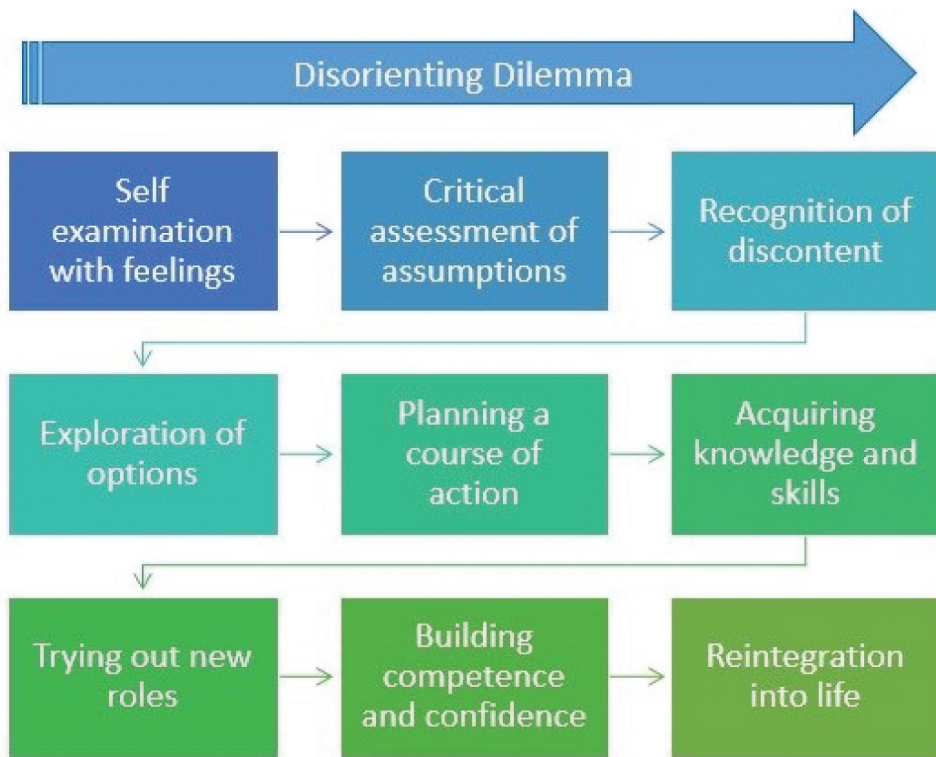 Disorienting Dilemma
Self
examination
with feelings
Critical
assessment of
assumptions
Recognition of
discontent
Exploration of
options
Planning a
course of
action
Acquiring
knowledge and
skills
Trying out new
roles
Building
competence
and confidence
Reintegration
into life